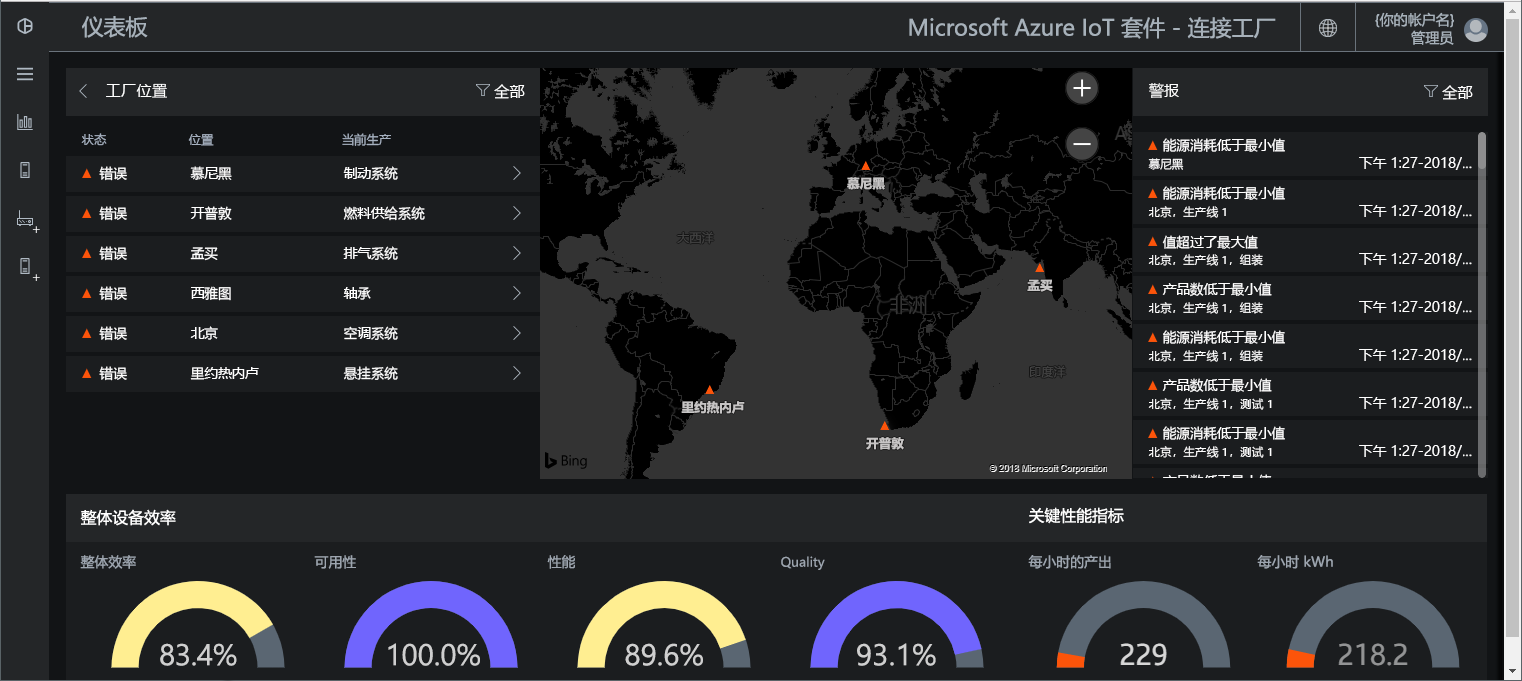 仪表板
Microsoft Azure IoT 套件 - 连接工厂
{你的帐户名}
管理员
工厂位置
全部
状态 位置 当前生产
错误 慕尼黑 制动系统
错误 开普敦 燃料供给系统
错误 孟买 排气系统
错误 西雅图 轴承
错误 北京 空调系统
错误 里约热内卢 悬挂系统
慕尼黑
大西洋
孟买
非洲
印度洋
里约热内卢
开普敦
Bing
© 2018 Microsoft Corporation
警报
全部
能源消耗低于最小值
慕尼黑 下午 1:27-2018/...
能源消耗低于最小值
北京，生产线 1 下午 1:27-2018/...
值超过了最大值
北京，生产线 1，组装 下午 1:27-2018/...
产品数低于最小值
北京，生产线 1，组装 下午 1:27-2018/...
能源消耗低于最小值
北京，生产线 1，组装 下午 1:27-2018/...
产品数低于最小值
北京，生产线 1，测试 1 下午 1:27-2018/...
能源消耗低于最小值
北京，生产线 1，测试 1 下午 1:27-2018/...
整体设备效率
关键性能指标
整体效率 可用性 性能 Quality 每小时的产出 每小时 kWh
83.4% 100.0% 89.6% 93.1% 229 218.2